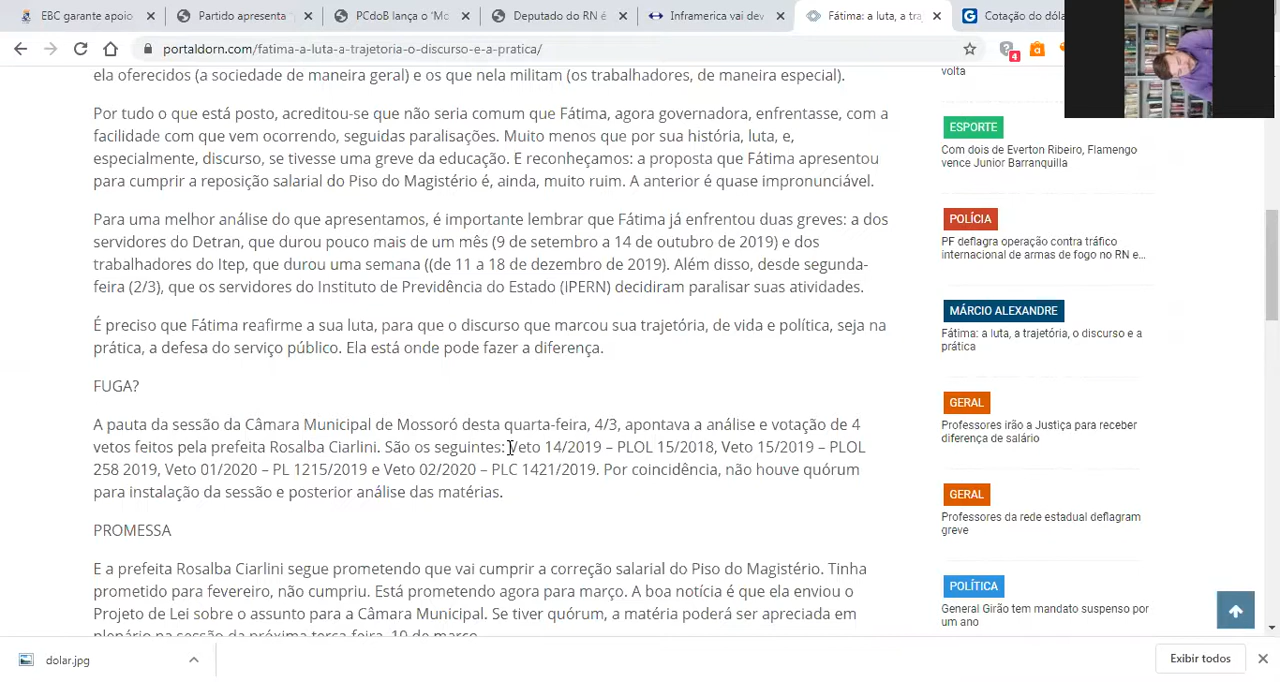 EBC garante apoio
Partido apresenta
PCdoB lança o 'Mo
Deputado do RN é
Inframerica vai dev
Fátima: a luta, a tra
Cotação do dóla
portaldorn.com/fatima-a-luta-a-trajetoria-o-discurso-e-a-pratica/
4
ela oferecidos (a sociedade de maneira geral) e os que nela militam (os trabalhadores, de maneira especial).
Por tudo o que está posto, acreditou-se que não seria comum que Fátima, agora governadora, enfrentasse, com a
facilidade com que vem ocorrendo, seguidas paralisações. Muito menos que por sua história, luta, e,
especialmente, discurso, se tivesse uma greve da educação. E reconheçamos: a proposta que Fátima apresentou
para cumprir a reposição salarial do Piso do Magistério é, ainda, muito ruim. A anterior é quase impronunciável.
Para uma melhor análise do que apresentamos, é importante lembrar que Fátima já enfrentou duas greves: a dos
servidores do Detran, que durou pouco mais de um mês (9 de setembro a 14 de outubro de 2019) e dos
trabalhadores do Itep, que durou uma semana ((de 11 a 18 de dezembro de 2019). Além disso, desde segunda-
feira (2/3), que os servidores do Instituto de Previdência do Estado (IPERN) decidiram paralisar suas atividades.
É preciso que Fátima reafirme a sua luta, para que o discurso que marcou sua trajetória, de vida e política, seja na
prática, a defesa do serviço público. Ela está onde pode fazer a diferença.
FUGA?
A pauta da sessão da Câmara Municipal de Mossoró desta quarta-feira, 4/3, apontava a análise e votação de 4
vetos feitos pela prefeita Rosalba Ciarlini. São os seguintes: Veto 14/2019 – PLOL 15/2018, Veto 15/2019 – PLOL
258 2019, Veto 01/2020 – PL 1215/2019 e Veto 02/2020 – PLC 1421/2019. Por coincidência, não houve quórum
para instalação da sessão e posterior análise das matérias.
PROMESSA
E a prefeita Rosalba Ciarlini segue prometendo que vai cumprir a correção salarial do Piso do Magistério. Tinha
prometido para fevereiro, não cumpriu. Está prometendo agora para março. A boa notícia é que ela enviou o
Projeto de Lei sobre o assunto para a Câmara Municipal. Se tiver quórum, a matéria poderá ser apreciada em
plenário na sessão da próxima terça-feira, 10 de março.
volta
ESPORTE
Com dois de Everton Ribeiro, Flamengo
vence Junior Barranquilla
POLÍCIA
PF deflagra operação contra tráfico
internacional de armas de fogo no RN e...
MÁRCIO ALEXANDRE
Fátima: a luta, a trajetória, o discurso e a
prática
GERAL
Professores irão a Justiça para receber
diferença de salário
GERAL
Professores da rede estadual deflagram
greve
POLÍTICA
General Girão tem mandato suspenso por
um ano
dolar.jpg
Exibir todos